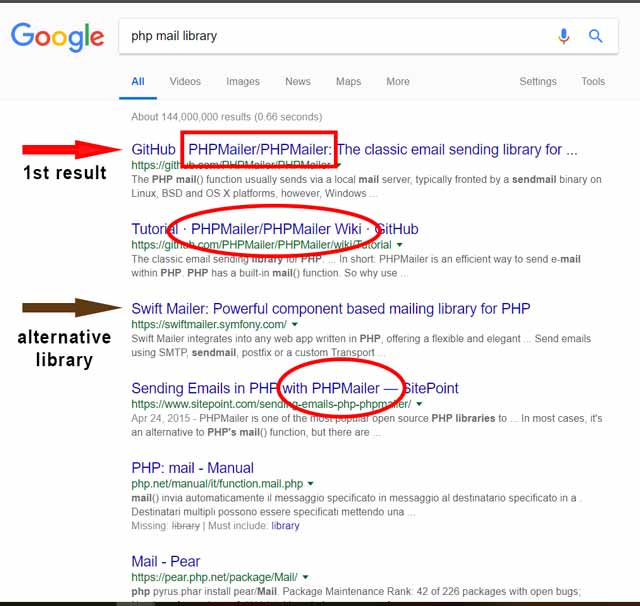 Google
php mail library
All Videos Images News Maps More Settings Tools
About 144,000,000 results (0.66 seconds)
GitHub - PHPMailer/PHPMailer: The classic email sending library for ...
1st result
https://github.com/PHPMailer/PHPMailer
The PHP mail() function usually sends via a local mail server, typically fronted by a sendmail binary on
Linux, BSD and OS X platforms, however, Windows ...
Tutorial · PHPMailer/PHPMailer Wiki · GitHub
https://github.com/PHPMailer/PHPMailer/wiki/Tutorial
The classic email sending library for PHP. ... In short: PHPMailer is an efficient way to send e-mail
within PHP. PHP has a built-in mail() function. So why use ...
Swift Mailer: Powerful component based mailing library for PHP
alternative
library
https://swiftmailer.symfony.com/
Swift Mailer integrates into any web app written in PHP, offering a flexible and elegant ... Send emails
using SMTP, sendmail, postfix or a custom Transport ...
Sending Emails in PHP with PHPMailer — SitePoint
https://www.sitepoint.com/sending-emails-php-phpmailer/
Apr 24, 2015 - PHPMailer is one of the most popular open source PHP libraries to ... In most cases, it's
an alternative to PHP's mail() function, but there are ...
PHP: mail - Manual
php.net/manual/it/function.mail.php
mail() invia automaticamente il messaggio specificato in messaggio al destinatario specificato in a .
Destinatari multipli possono essere specificati mettendo una ...
Missing: library | Must include: library
Mail - Pear
https://pear.php.net/package/Mail/
php pyrus.phar install pear/Mail. Package Maintenance Rank: 42 of 226 packages with open bugs;